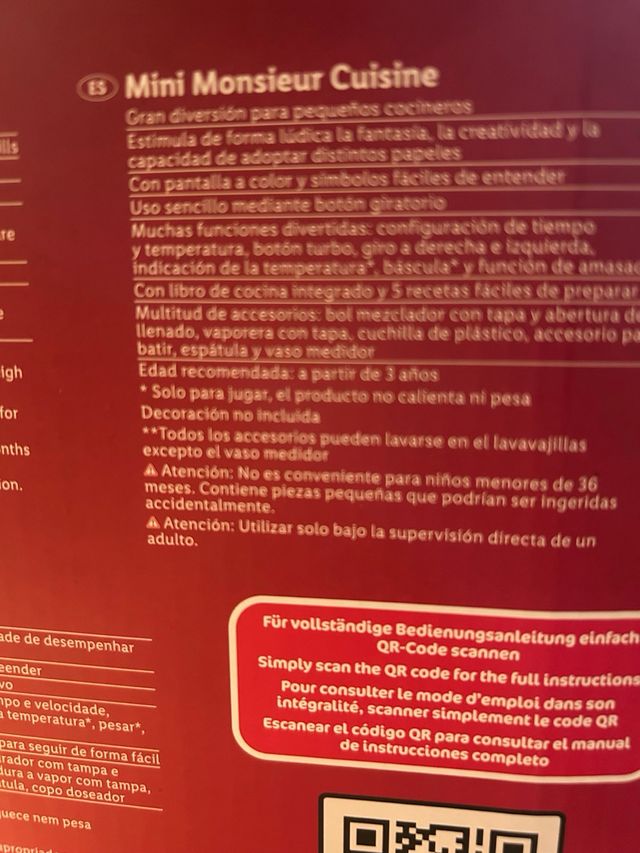 ES Mini Monsieur Cuisine
Gran diversión para pequeños cocineros
Estimula de forma lúdica la fantasía, la creatividad y la
capacidad de adoptar distintos papeles
Con pantalla a color y símbolos fáciles de entender
Uso sencillo mediante botón giratorio
Muchas funciones divertidas: configuración de tiempo
y temperatura, botón turbo, giro a derecha e izquierda,
indicación de la temperatura*, báscula* y función de amasa
Con libro de cocina integrado y 5 recetas fáciles de preparar
Multitud de accesorios: bol mezclador con tapa y abertura d
llenado, vaporera con tapa, cuchilla de plástico, accesorio pa
batir, espátula y vaso medidor
Edad recomendada: a partir de 3 años
* Solo para jugar, el producto no calienta ni pesa
Decoración no incluida
**Todos los accesorios pueden lavarse en el lavavajillas
excepto el vaso medidor
⚠ Atención: No es conveniente para niños menores de 36
meses. Contiene piezas pequeñas que podrían ser ingeridas
accidentalmente.
⚠ Atención: Utilizar solo bajo la supervisión directa de un
adulto.
ills
re
e
igh
for
nths
ion.
ade de desempenhar
eender
vo
npo e velocidade,
a temperatura*, pesar*,
para seguir de forma fácil
urador com tampa e
dura a vapor com tampa,
tula, copo doseador
quece nem pesa
Für vollständige Bedienungsanleitung einfach
QR-Code scannen
Simply scan the QR code for the full instructions
Pour consulter le mode d'emploi dans son
intégralité, scanner simplement le code QR
Escanear el código QR para consultar el manual
de instrucciones completo